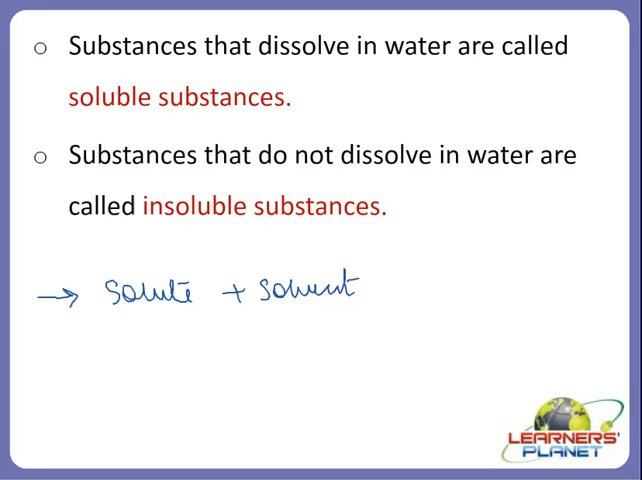 ○ Substances that dissolve in water are called
soluble substances.
○ Substances that do not dissolve in water are
called insoluble substances.
→ Solute + Solvent
LEARNERS'
PLANET